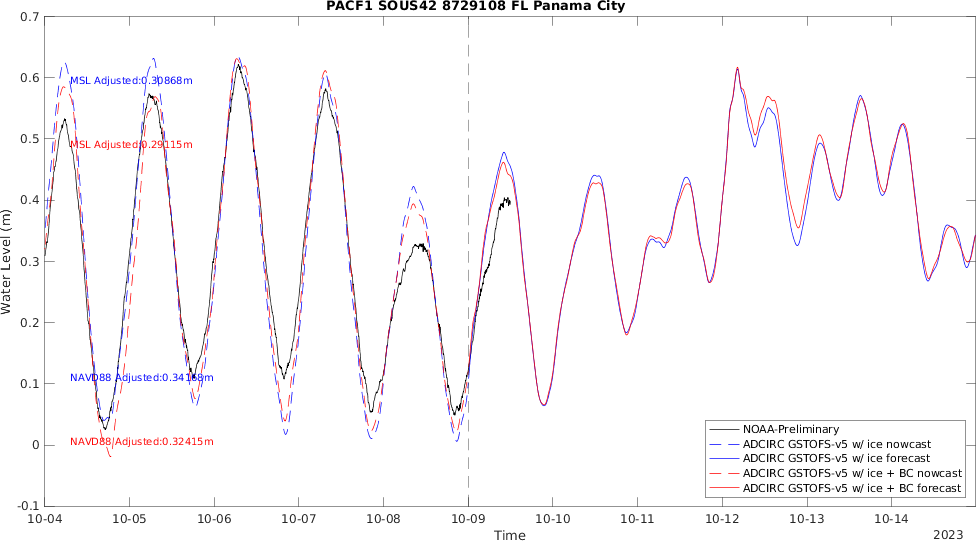 PACF1 SOUS42 8729108 FL Panama City
0.7
0.6
0.5
0.4
0.3
0.2
0.1
0
-0.1
Water Level (m)
MSL Adjusted:0.30868m
MSL Adjusted:0.29115m
NAVD88 Adjusted:0.34168m
NAVD88 Adjusted:0.32415m
NOAA-Preliminary
ADCIRC GSTOFS-v5 w/ ice nowcast
ADCIRC GSTOFS-v5 w/ ice forecast
ADCIRC GSTOFS-v5 w/ ice + BC nowcast
ADCIRC GSTOFS-v5 w/ ice + BC forecast
10-04 10-05 10-06 10-07 10-08 10-09 10-10 10-11 10-12 10-13 10-14
Time
2023